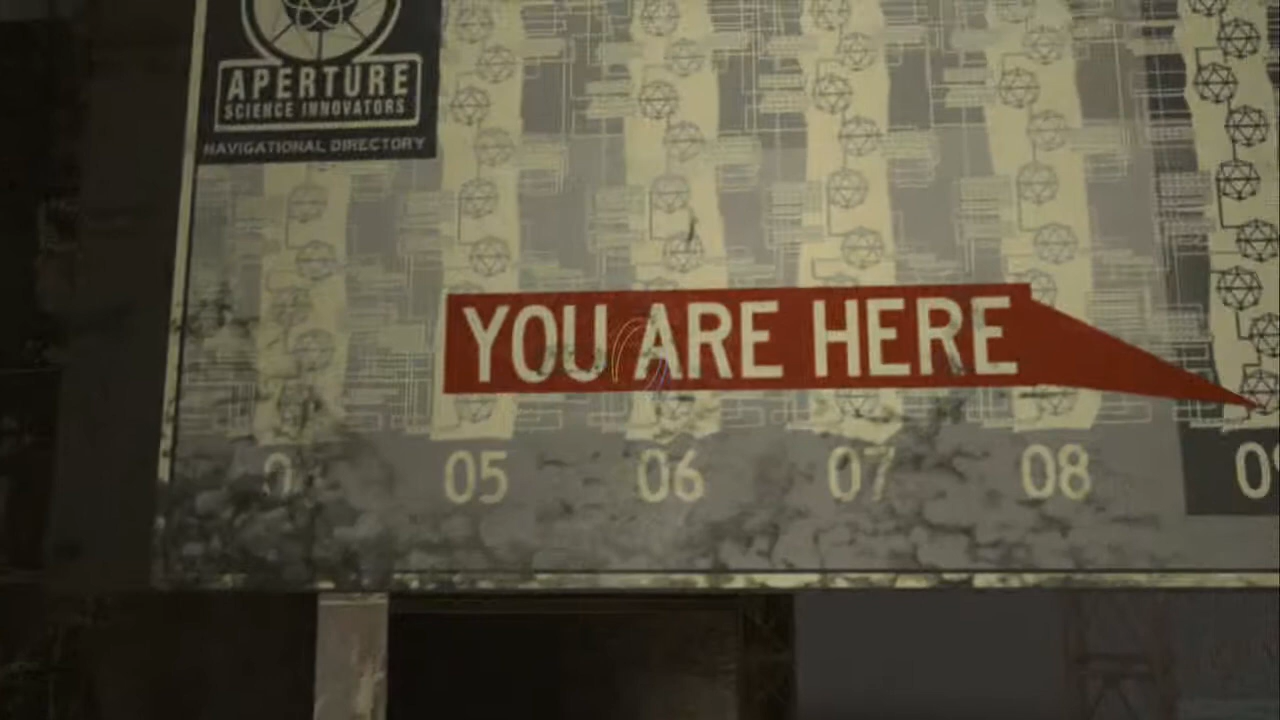 APERTURE
SCIENCE INNOVATORS
NAVIGATIONAL DIRECTORY
YOU ARE HERE
05 06 07 08